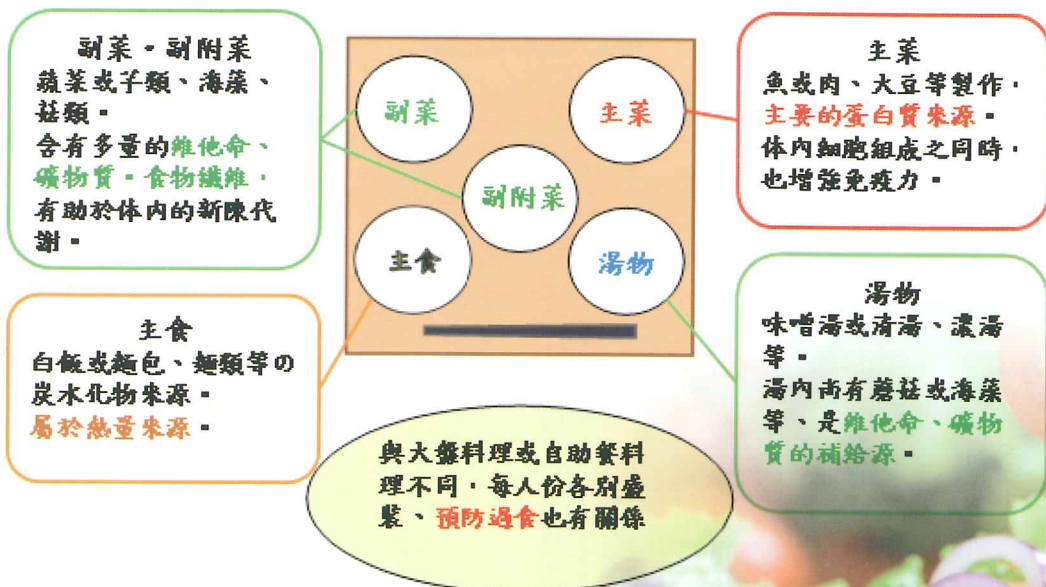 副菜・副附菜
蔬菜或芋類、海藻、
菇類。
含有多量的維他命、
礦物質。食物纖維，
有助於体內的新陳代
謝。
副菜
主菜
副附菜
主食
湯物
主菜
魚或肉、大豆等製作，
主要的蛋白質來源。
体內細胞組成之同時，
也增強免疫力。
主食
白飯或麵包、麵類等の
炭水化物來源。
屬於熱量來源。
湯物
味噌湯或清湯、濃湯
等。
湯內尚有蘑菇或海藻
等、是維他命、礦物
質的補給源。
與大盤料理或自助餐料
理不同，每人份各別盛
裝、預防過食也有關係